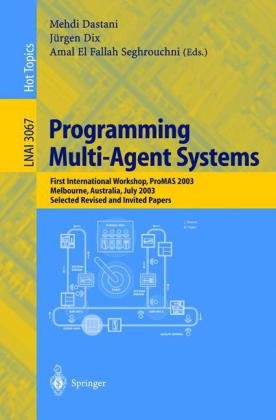 Mehdi Dastani
Jürgen Dix
Amal El Fallah Seghrouchni (Eds.)
LNAI 3067
Hot Topics
Programming
Multi-Agent Systems
First International Workshop, ProMAS 2003
Melbourne, Australia, July 2003
Selected Revised and Invited Papers
Springer